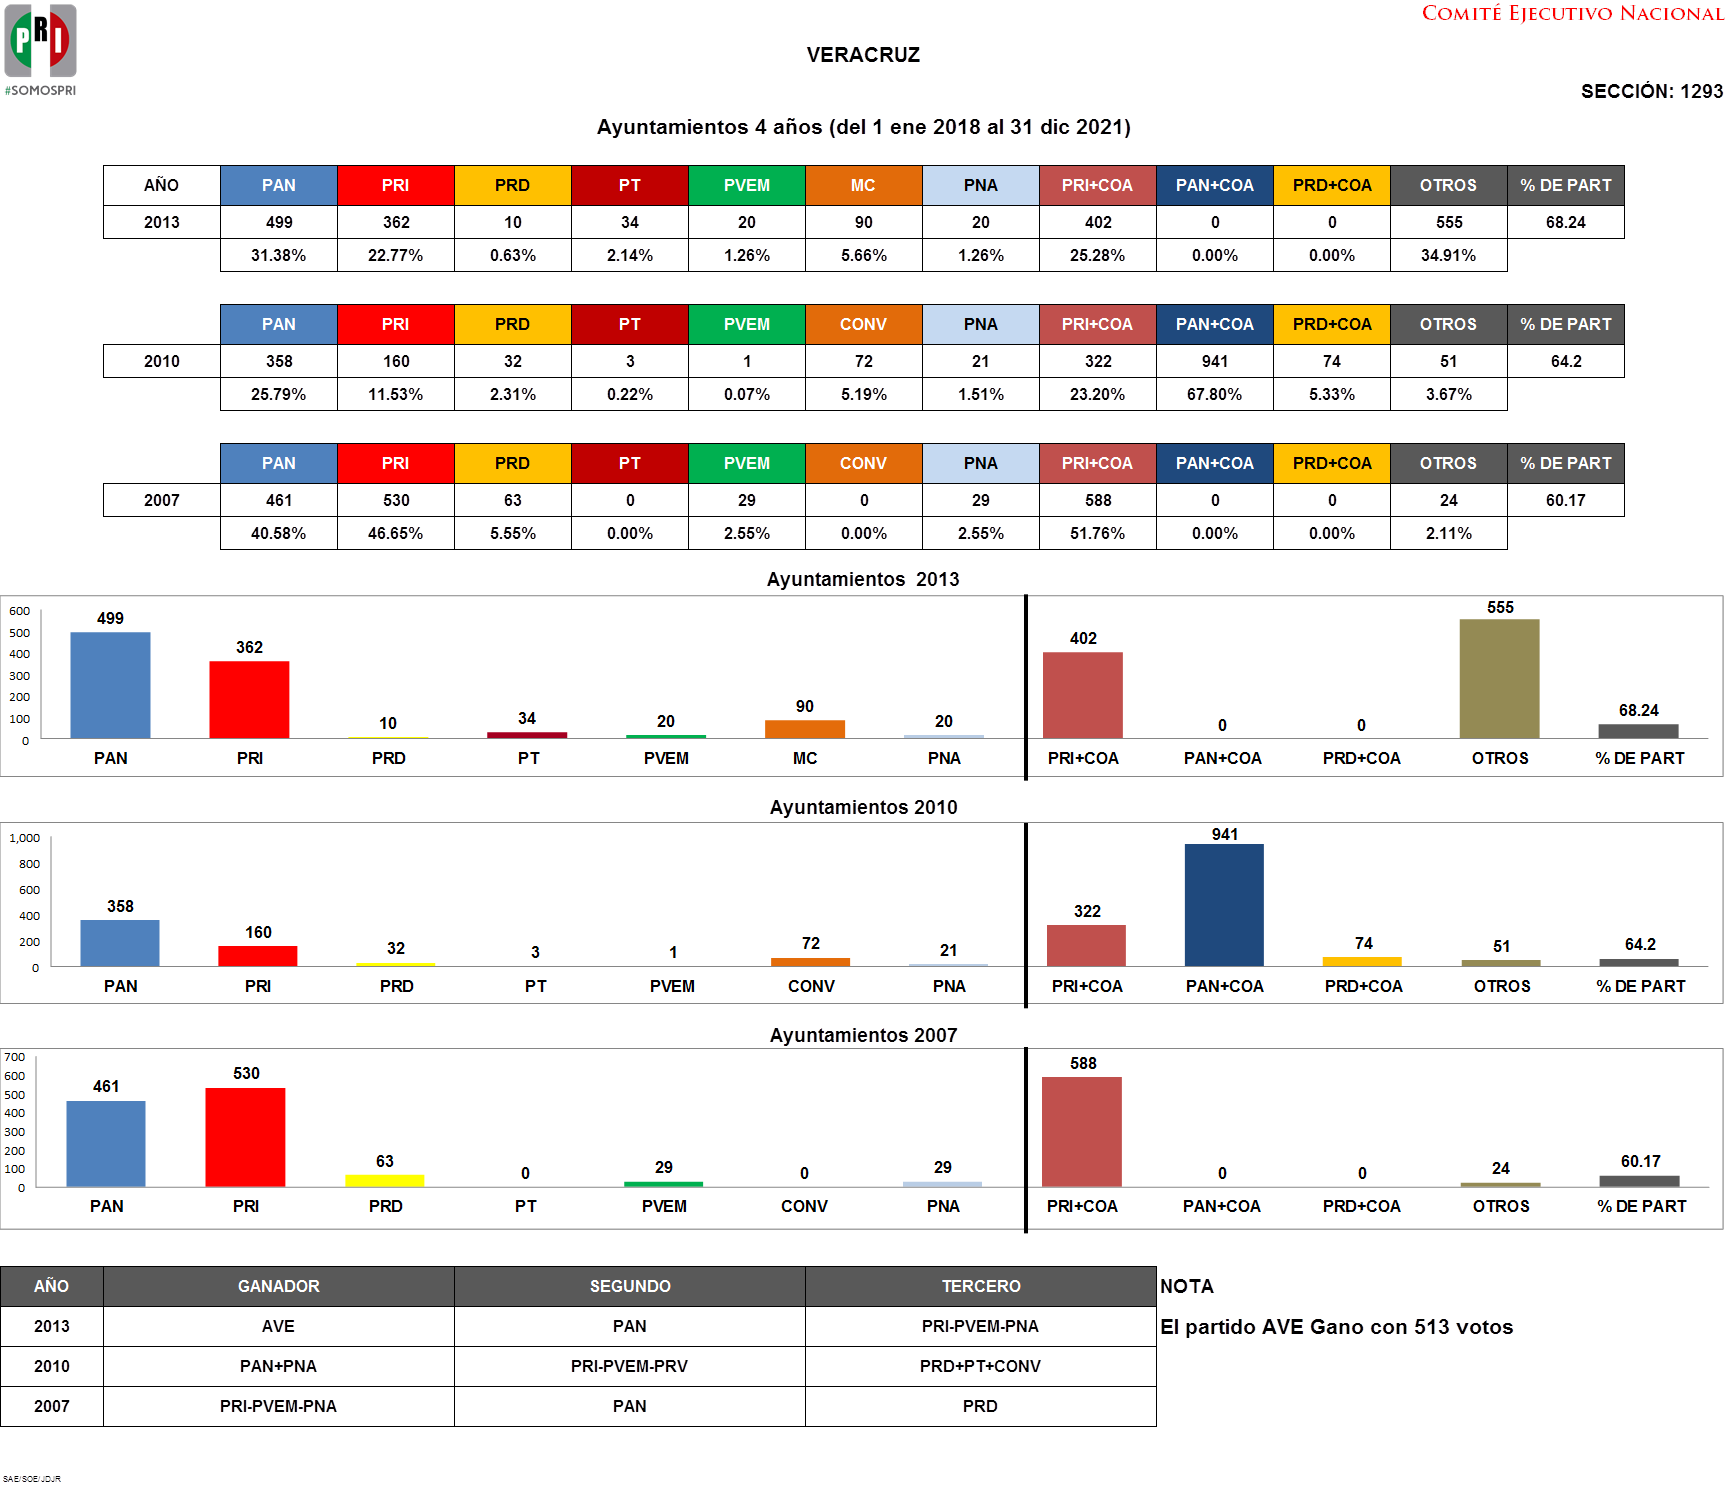 PRI
#SOMOSPRI
COMITÉ EJECUTIVO NACIONAL
VERACRUZ
SECCIÓN: 1293
Ayuntamientos 4 años (del 1 ene 2018 al 31 dic 2021)
AÑO PAN PRI PRD PT PVEM MC PNA PRI+COA PAN+COA PRD+COA OTROS % DE PART
2013 499 362 10 34 20 90 20 402 0 0 555 68.24
31.38% 22.77% 0.63% 2.14% 1.26% 5.66% 1.26% 25.28% 0.00% 0.00% 34.91%
PAN PRI PRD PT PVEM CONV PNA PRI+COA PAN+COA PRD+COA OTROS % DE PART
2010 358 160 32 3 1 72 21 322 941 74 51 64.2
25.79% 11.53% 2.31% 0.22% 0.07% 5.19% 1.51% 23.20% 67.80% 5.33% 3.67%
PAN PRI PRD PT PVEM CONV PNA PRI+COA PAN+COA PRD+COA OTROS % DE PART
2007 461 530 63 0 29 0 29 588 0 0 24 60.17
40.58% 46.65% 5.55% 0.00% 2.55% 0.00% 2.55% 51.76% 0.00% 0.00% 2.11%
Ayuntamientos 2013
600
500
400
300
200
100
0
499 362 10 34 20 90 20 402 0 0 555 68.24
PAN PRI PRD PT PVEM MC PNA PRI+COA PAN+COA PRD+COA OTROS % DE PART
Ayuntamientos 2010
1,000
800
600
400
200
0
358 160 32 3 1 72 21 322 941 74 51 64.2
PAN PRI PRD PT PVEM CONV PNA PRI+COA PAN+COA PRD+COA OTROS % DE PART
Ayuntamientos 2007
700
600
500
400
300
200
100
0
461 530 63 0 29 0 29 588 0 0 24 60.17
PAN PRI PRD PT PVEM CONV PNA PRI+COA PAN+COA PRD+COA OTROS % DE PART
AÑO GANADOR SEGUNDO TERCERO NOTA
2013 AVE PAN PRI-PVEM-PNA El partido AVE Gano con 513 votos
2010 PAN+PNA PRI-PVEM-PRV PRD+PT+CONV
2007 PRI-PVEM-PNA PAN PRD
SAE/SOE/JDJR